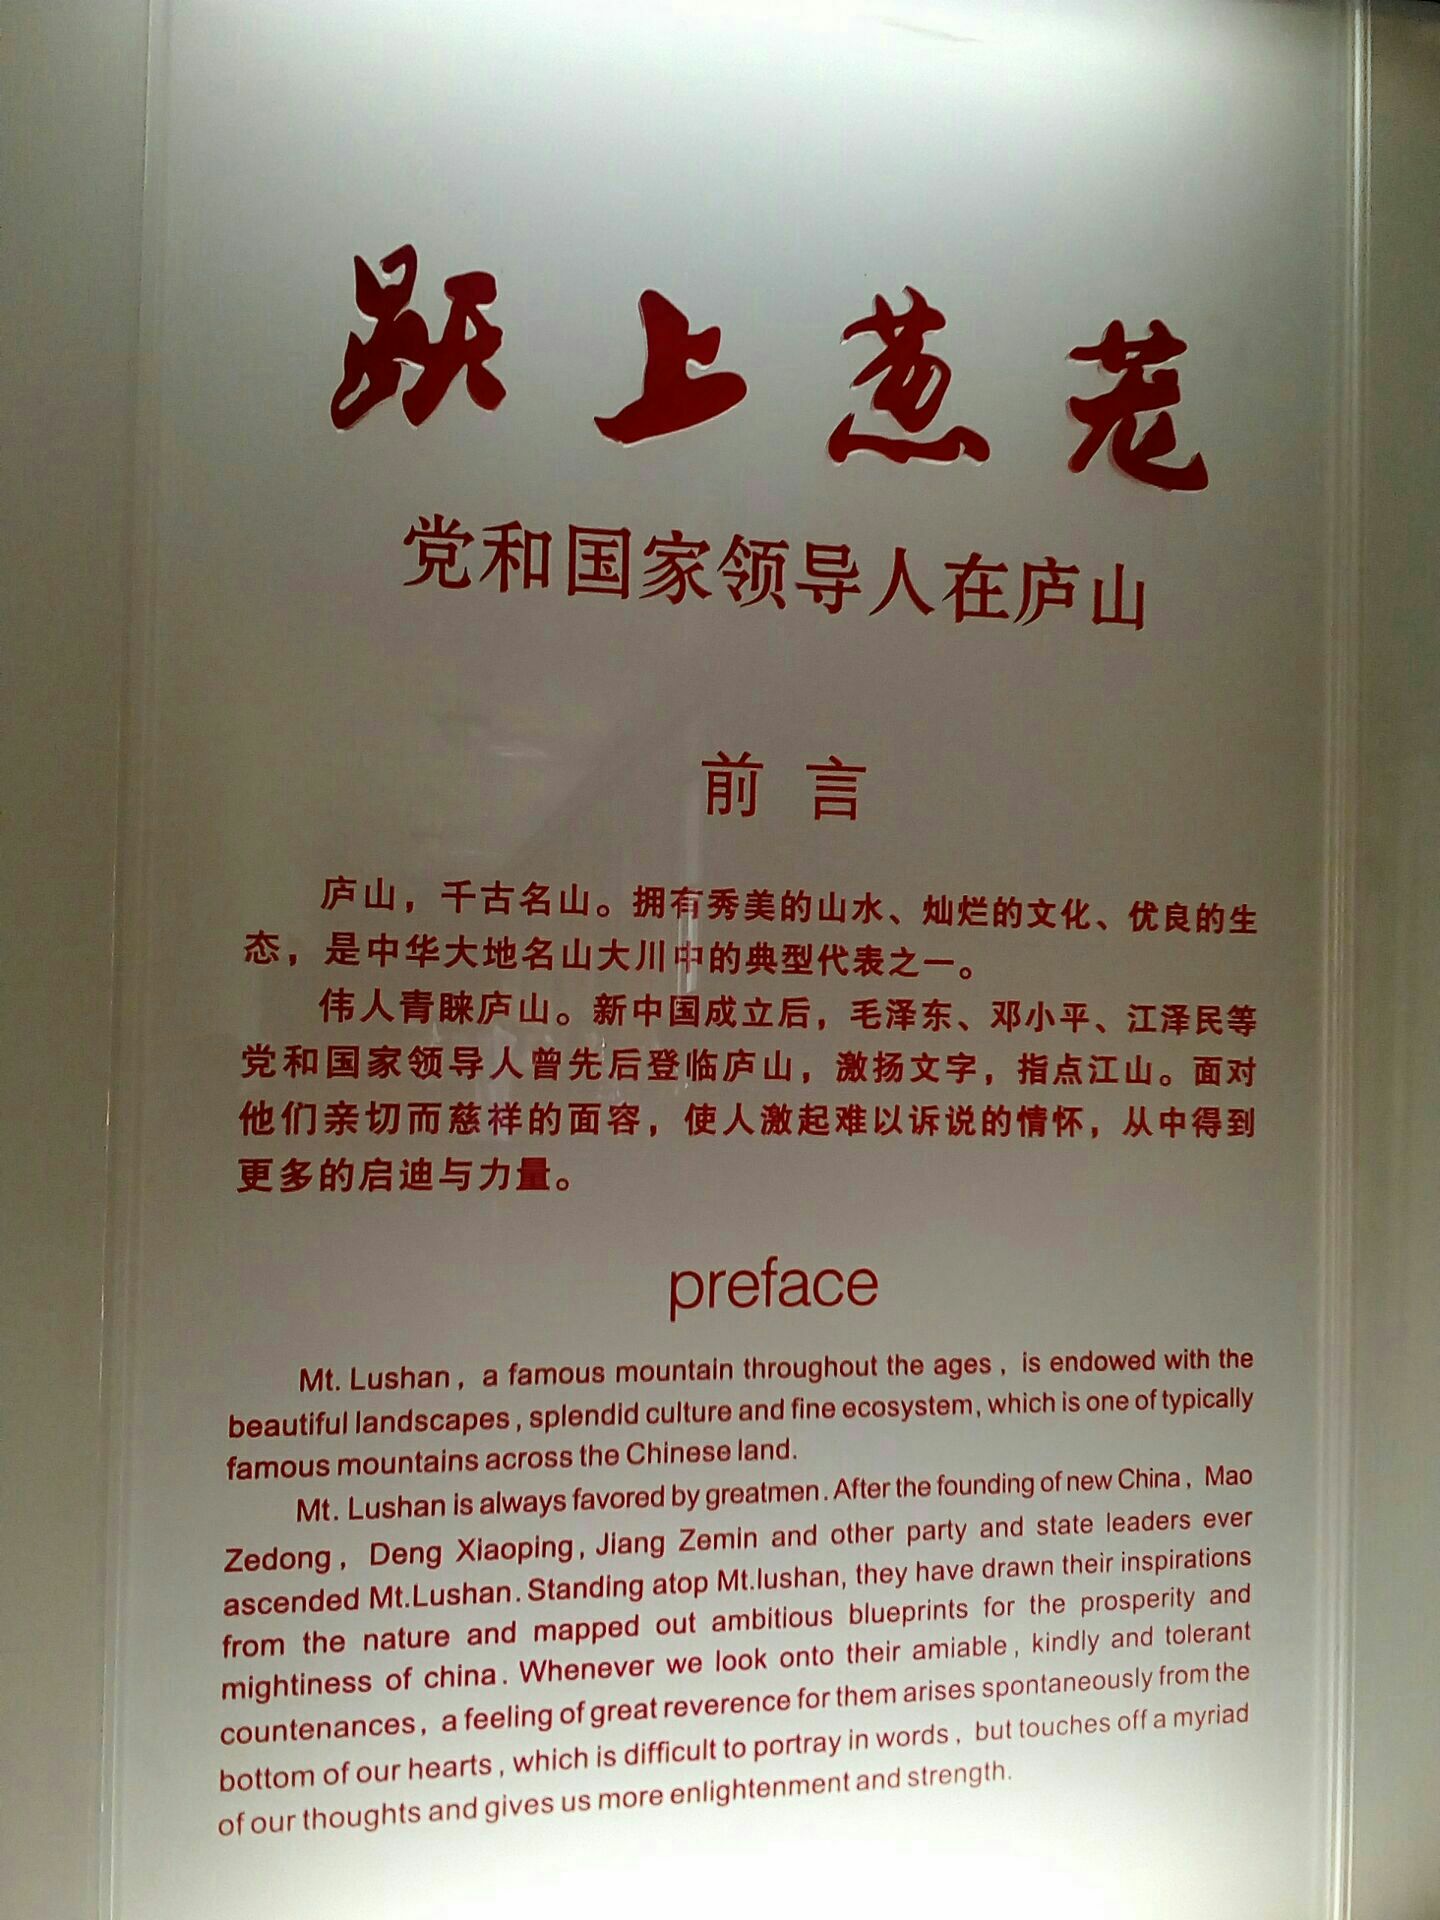 跃上葱茏
党和国家领导人在庐山
前言
庐山，千古名山。拥有秀美的山水、灿烂的文化、优良的生
态，是中华大地名山大川中的典型代表之一。
伟人青睐庐山。新中国成立后，毛泽东、邓小平、江泽民等
党和国家领导人曾先后登临庐山，激扬文字，指点江山。面对
他们亲切而慈祥的面容，使人激起难以诉说的情怀，从中得到
更多的启迪与力量。
preface
Mt. Lushan, a famous mountain throughout the ages, is endowed with the
beautiful landscapes, splendid culture and fine ecosystem, which is one of typically
famous mountains across the Chinese land.
Mt. Lushan is always favored by greatmen. After the founding of new China, Mao
Zedong, Deng Xiaoping, Jiang Zemin and other party and state leaders ever
ascended Mt.Lushan. Standing atop Mt.lushan, they have drawn their inspirations
from the nature and mapped out ambitious blueprints for the prosperity and
mightiness of china. Whenever we look onto their amiable, kindly and tolerant
countenances, a feeling of great reverence for them arises spontaneously from the
bottom of our hearts, which is difficult to portray in words, but touches off a myriad
of our thoughts and gives us more enlightenment and strength.